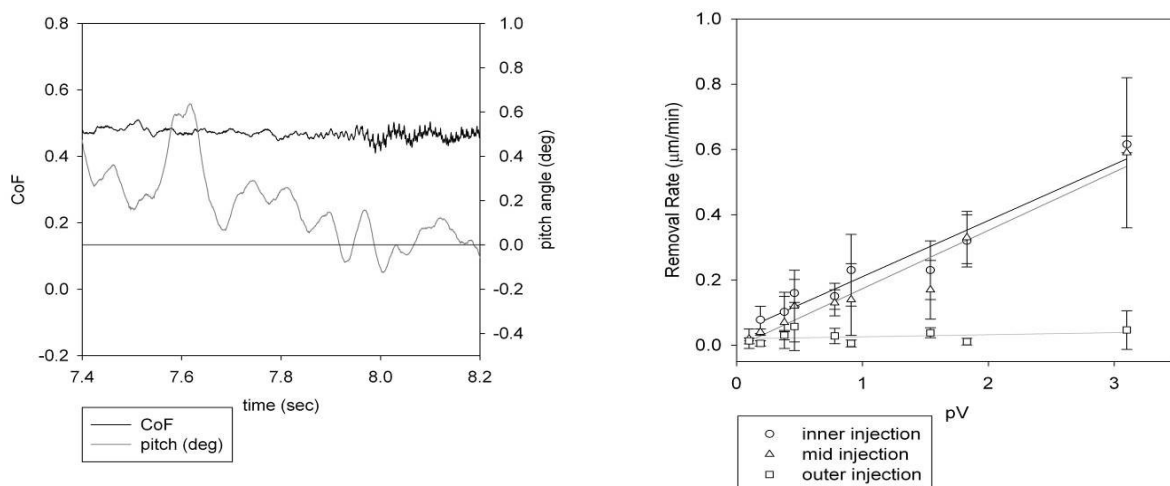 0.8
0.6
0.4
0.2
0.0
-0.2
CoF
1.0
0.8
0.6
0.4
0.2
0.0
-0.2
-0.4
pitch angle (deg)
7.4 7.6 7.8 8.0 8.2
time (sec)
CoF
pitch (deg)
1.0
0.8
0.6
0.4
0.2
0.0
Removal Rate (μm/min)
0 1 2 3
pV
inner injection
mid injection
outer injection